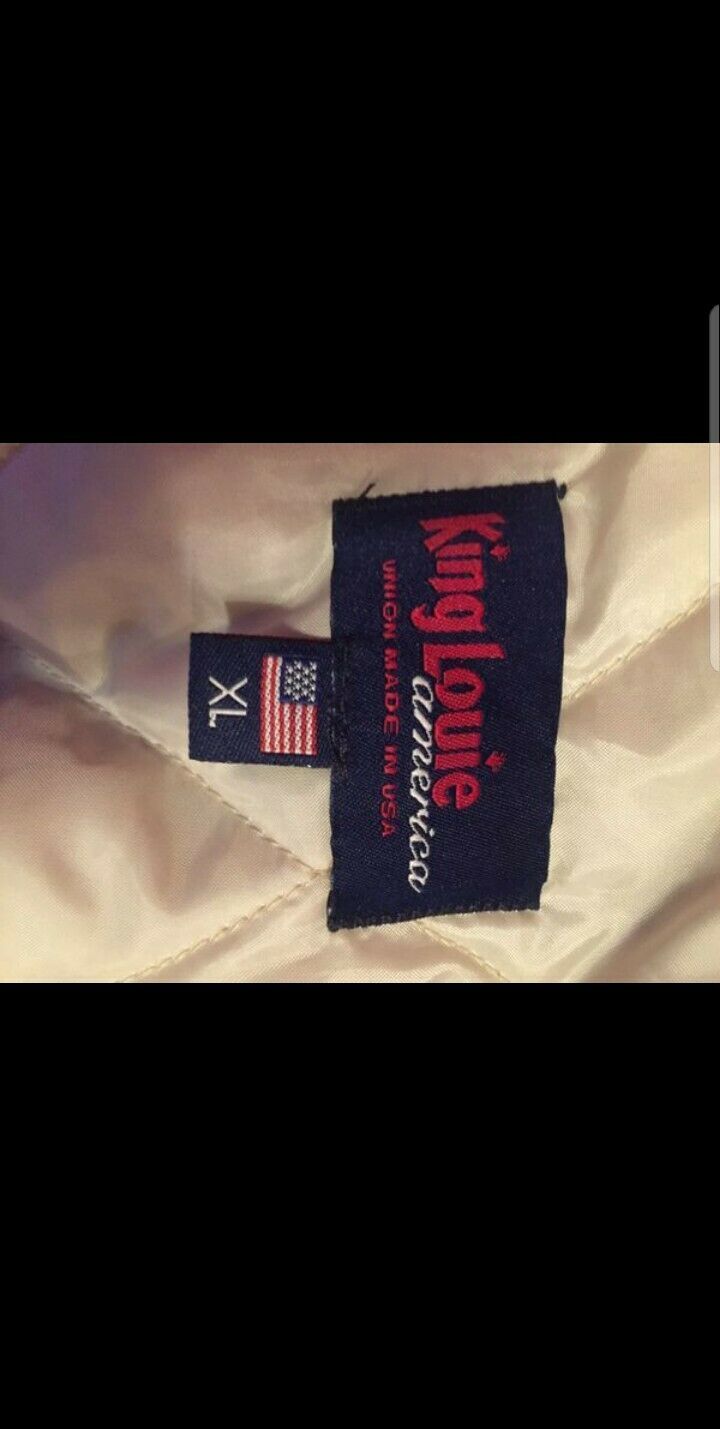 King Louie
america
UNION MADE IN USA
XL